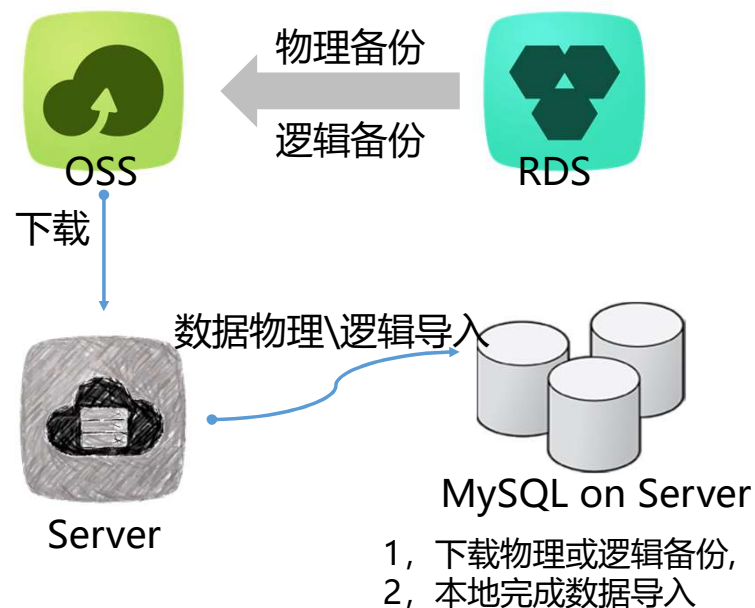 物理备份
逻辑备份
OSS
RDS
下载
数据物理\逻辑导入
Server
MySQL on Server
1，下载物理或逻辑备份,
2，本地完成数据导入